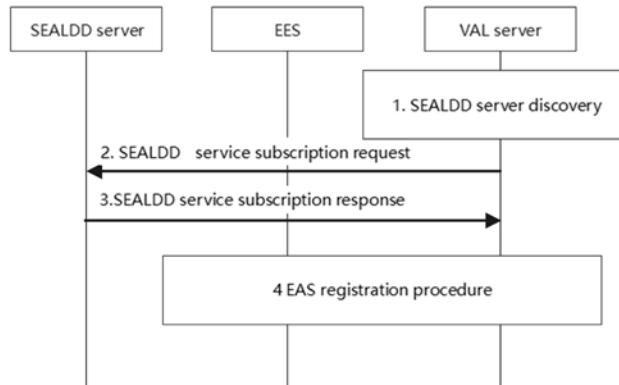 SEALDD server
EES
VAL server
1. SEALDD server discovery
2. SEALDD service subscription request
3.SEALDD service subscription response
4 EAS registration procedure